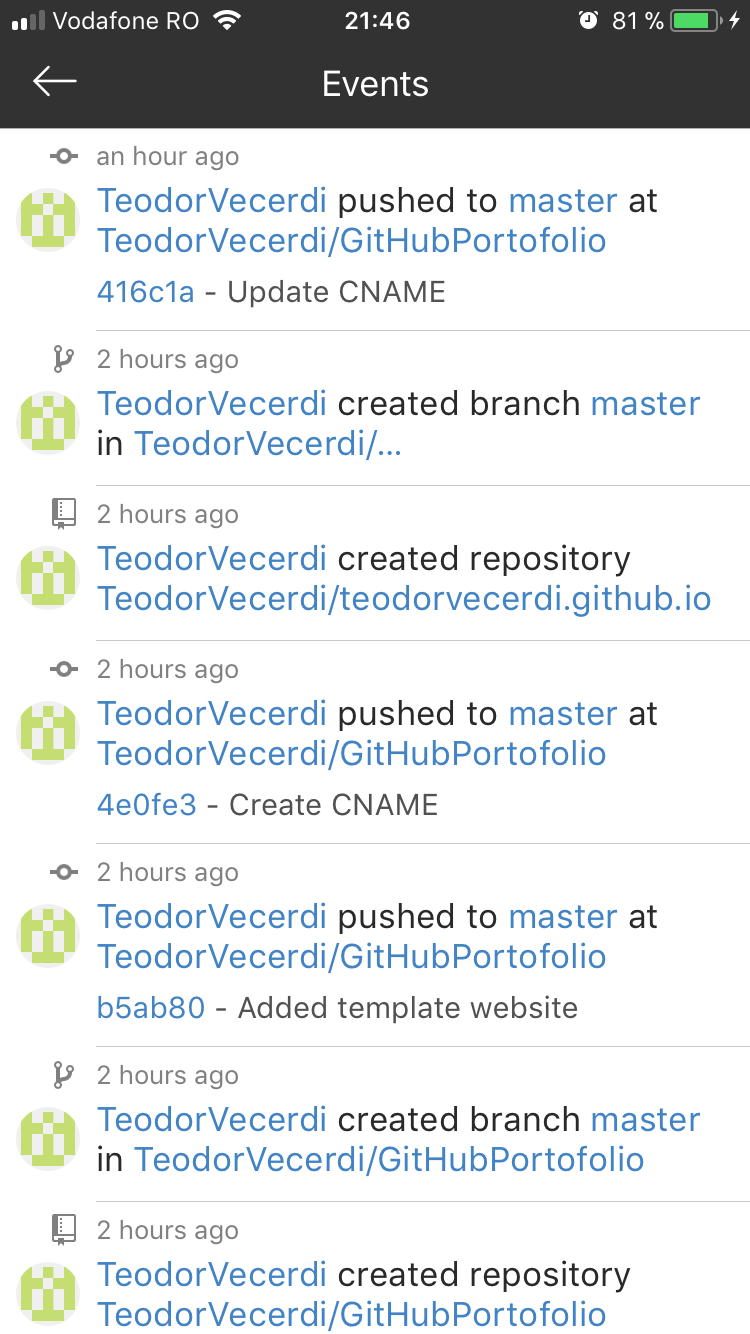 Vodafone RO 21:46 81 %
Events
an hour ago
TeodorVecerdi pushed to master at
TeodorVecerdi/GitHubPortofolio
416c1a - Update CNAME
2 hours ago
TeodorVecerdi created branch master
in TeodorVecerdi/...
2 hours ago
TeodorVecerdi created repository
TeodorVecerdi/teodorvecerdi.github.io
2 hours ago
TeodorVecerdi pushed to master at
TeodorVecerdi/GitHubPortofolio
4e0fe3 - Create CNAME
2 hours ago
TeodorVecerdi pushed to master at
TeodorVecerdi/GitHubPortofolio
b5ab80 - Added template website
2 hours ago
TeodorVecerdi created branch master
in TeodorVecerdi/GitHubPortofolio
2 hours ago
TeodorVecerdi created repository
TeodorVecerdi/GitHubPortofolio